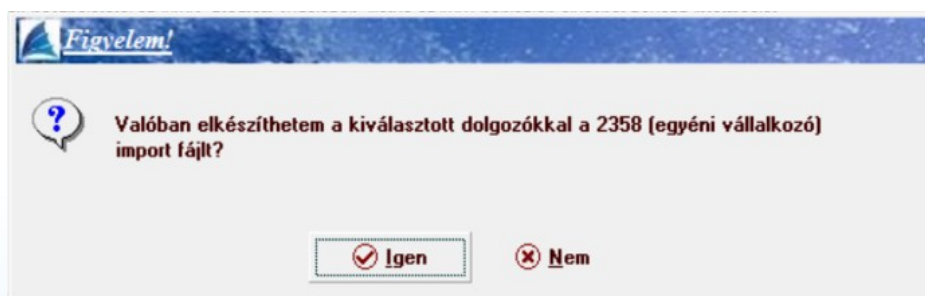 Figyelem!
Valóban elkészíthetem a kiválasztott dolgozókkal a 2358 (egyéni vállalkozó)
import fájlt?
Igen
Nem